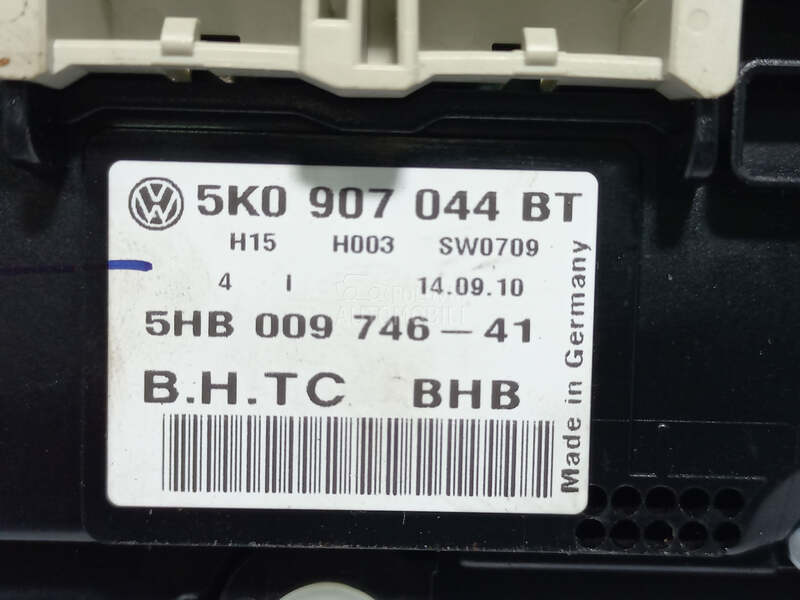 5K0 907 044 BT
H15 H003 SW0709
4 I 14.09.10
5HB 009 746-41
B.H.TC BHB
Made in Germany